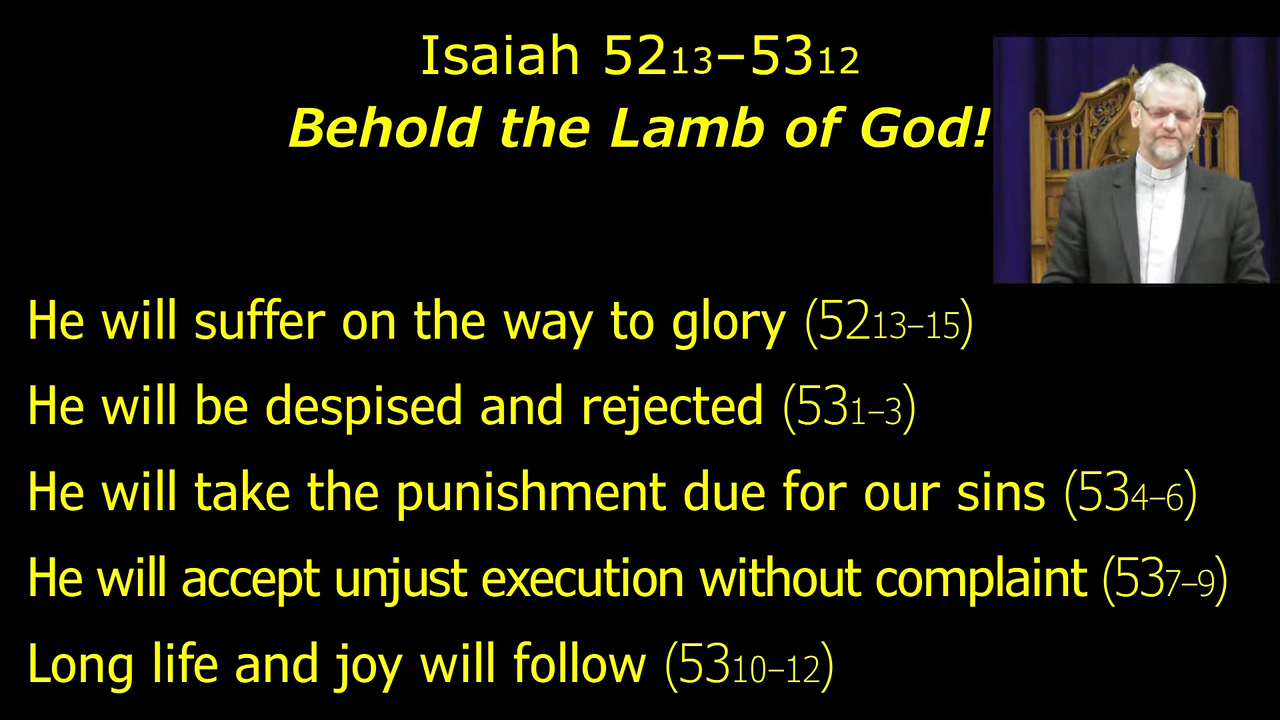 Isaiah 5213–5312
Behold the Lamb of God!
He will suffer on the way to glory (5213–15)
He will be despised and rejected (531–3)
He will take the punishment due for our sins (534–6)
He will accept unjust execution without complaint (537–9)
Long life and joy will follow (5310–12)